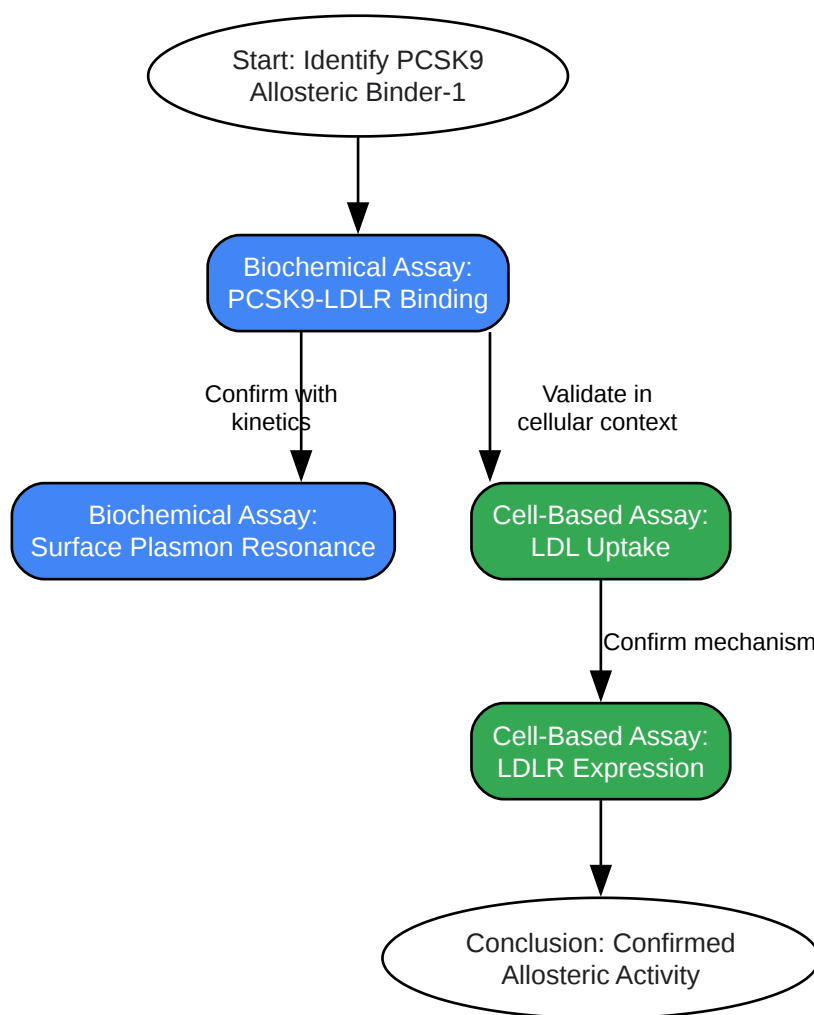 Start: Identify PCSK9
Allosteric Binder-1
Biochemical Assay:
PCSK9-LDLR Binding
Confirm with
kinetics
Validate in
cellular context
Biochemical Assay:
Surface Plasmon Resonance
Cell-Based Assay:
LDL Uptake
Confirm mechanism
Cell-Based Assay:
LDLR Expression
Conclusion: Confirmed
Allosteric Activity